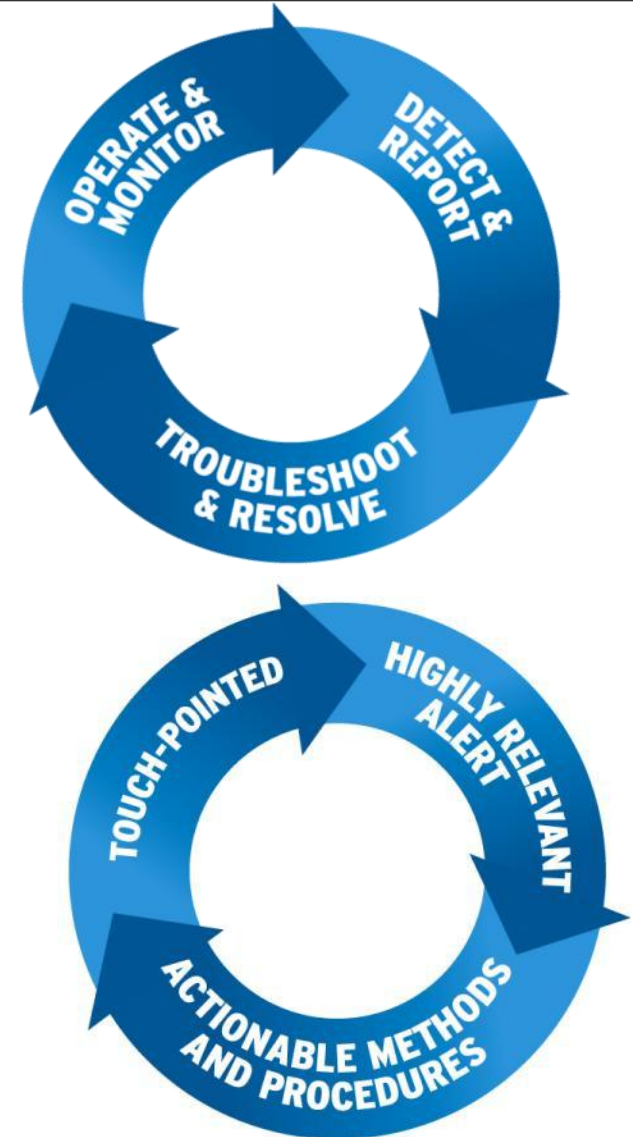 OPERATE &
MONITOR
DETECT &
REPORT
TROUBLESHOOT
& RESOLVE
TOUCH-POINTED
HIGHLY RELEVANT
ALERT
ACTIONABLE METHODS
AND PROCEDURES